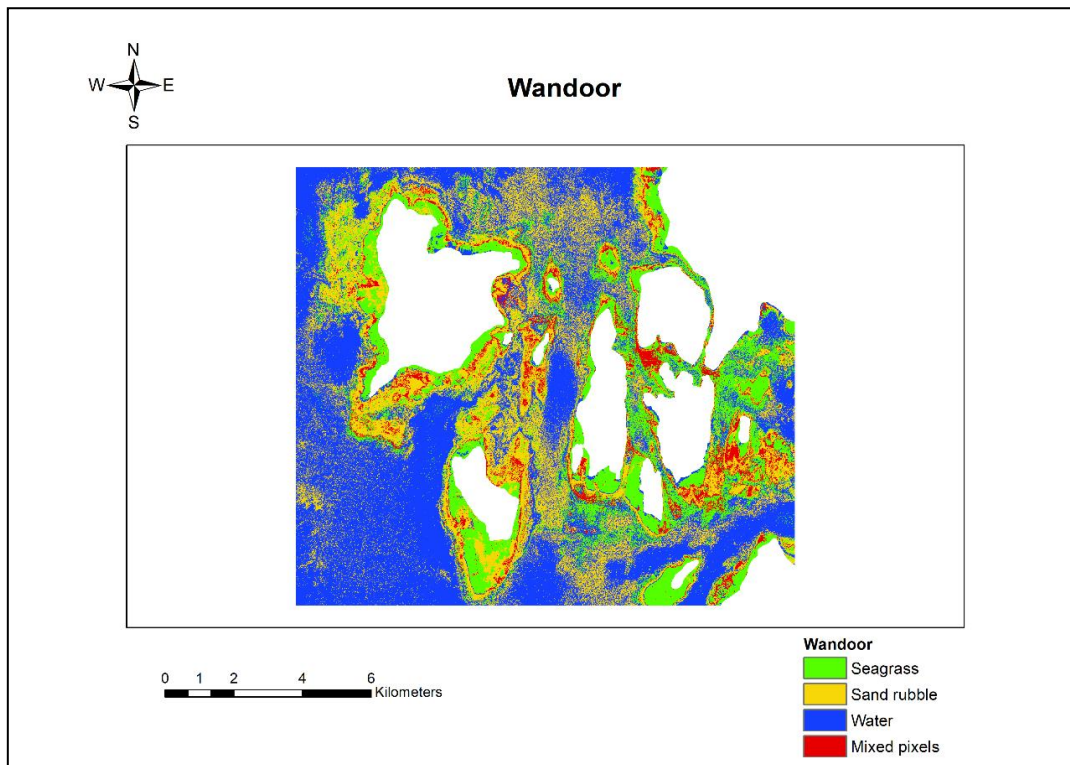 N
W E
S
Wandoor
0 1 2 4 6
Kilometers
Wandoor
Seagrass
Sand rubble
Water
Mixed pixels